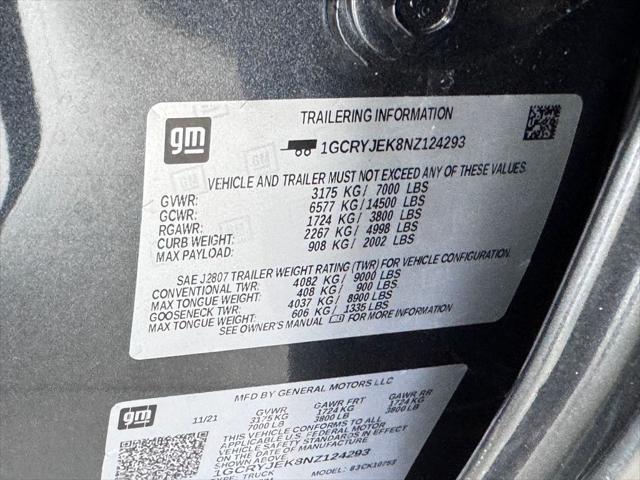 gm
TRAILERING INFORMATION
1GCRYJEK8NZ124293
VEHICLE AND TRAILER MUST NOT EXCEED ANY OF THESE VALUES.
GVWR: 3175 KG/ 7000 LBS
GCWR: 6577 KG/14500 LBS
RGAWR: 1724 KG/ 3800 LBS
CURB WEIGHT: 2267 KG/ 4998 LBS
MAX PAYLOAD: 908 KG/ 2002 LBS
SAE J2807 TRAILER WEIGHT RATING (TWR) FOR VEHICLE CONFIGURATION.
CONVENTIONAL TWR: 4082 KG/ 9000 LBS
MAX TONGUE WEIGHT: 408 KG/ 900 LBS
GOOSENECK TWR: 4037 KG/ 8900 LBS
MAX TONGUE WEIGHT: 606 KG/ 1335 LBS
SEE OWNER'S MANUAL FOR MORE INFORMATION
gm
MFD BY GENERAL MOTORS LLC
11/21 GVWR GAWR FRT GAWR RR
3175 KG 1724 KG 1724 KG
7000 LB 3800 LB 3800 LB
THIS VEHICLE CONFORMS TO ALL
APPLICABLE U.S. FEDERAL MOTOR
VEHICLE SAFETY STANDARDS IN EFFECT
ON THE DATE OF MANUFACTURE
SHOWN ABOVE
1GCRYJEK8NZ124293
TYPE: TRUCK MODEL: